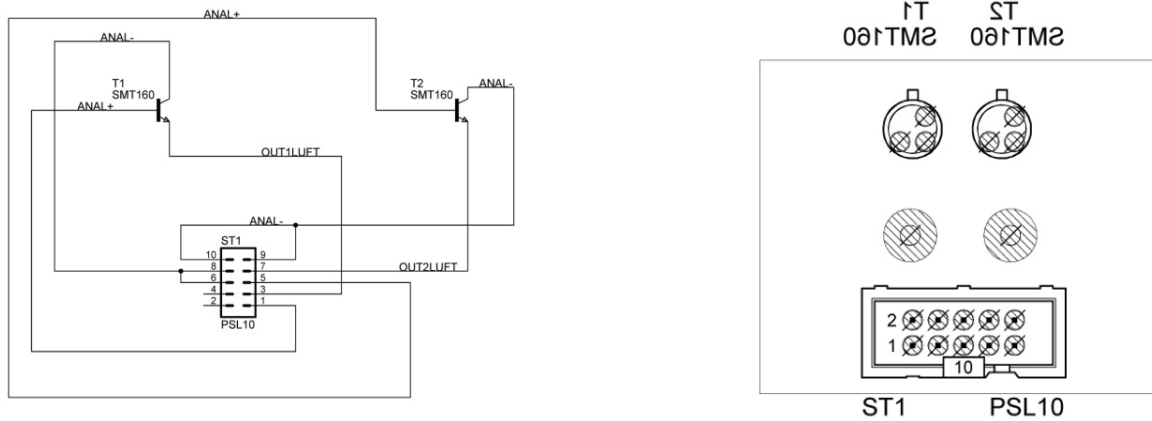 ANAL+
ANAL-
T1
SMT160
ANAL+
T2
SMT160
ANAL-
OUT1LUFT
ANAL-
ST1
10 9
8 7
6 5
4 3
2 1
OUT2LUFT
PSL10
T1 T2
SMT160 SMT160
2
1
10
ST1 PSL10